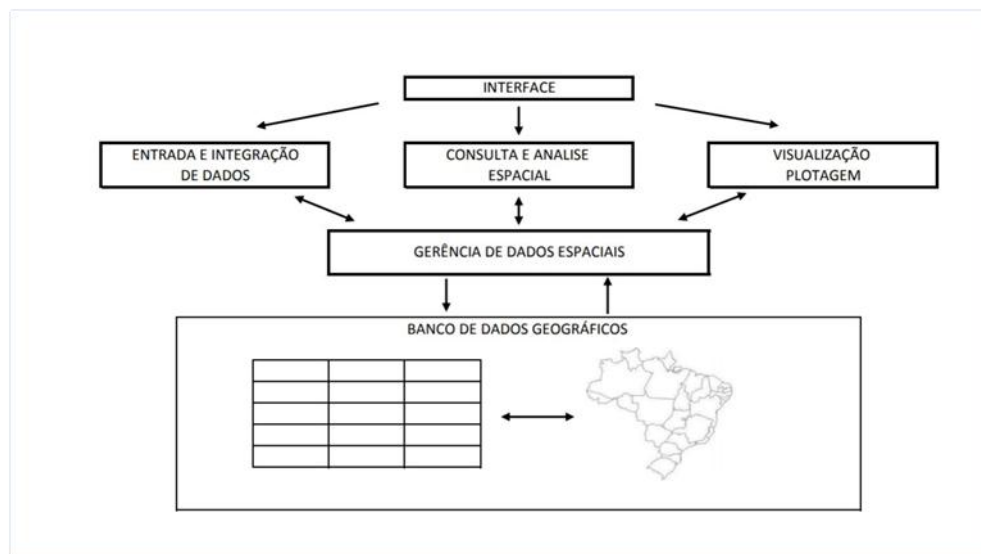 INTERFACE
ENTRADA E INTEGRAÇÃO
DE DADOS
CONSULTA E ANALISE
ESPACIAL
VISUALIZAÇÃO
PLOTAGEM
GERÊNCIA DE DADOS ESPACIAIS
BANCO DE DADOS GEOGRÁFICOS